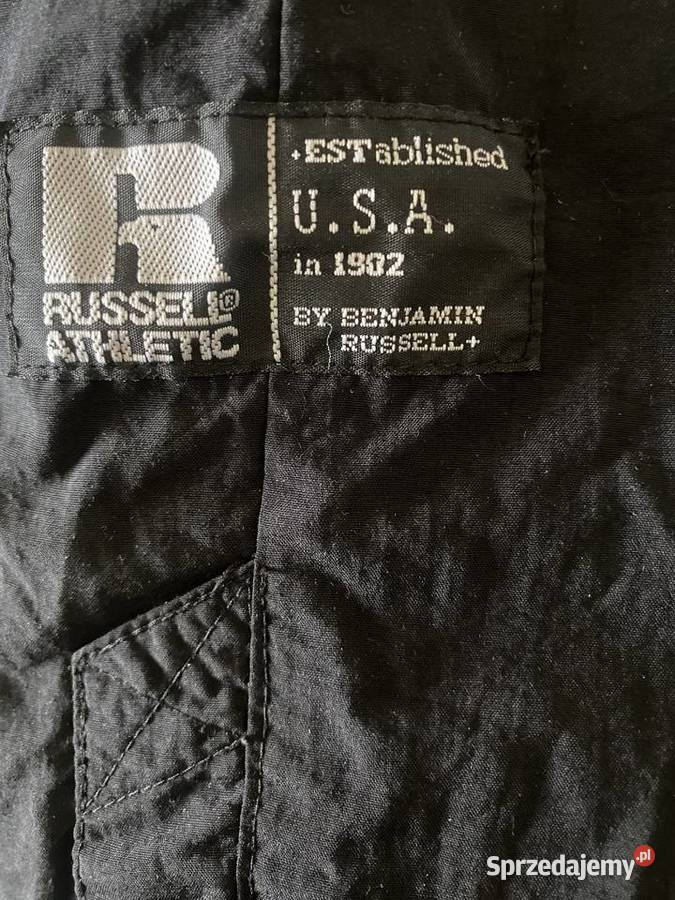 RUSSELL®
ATHLETIC
+ESTablished
U.S.A.
in 1902
BY BENJAMIN
RUSSELL+
Sprzedajemy.pl